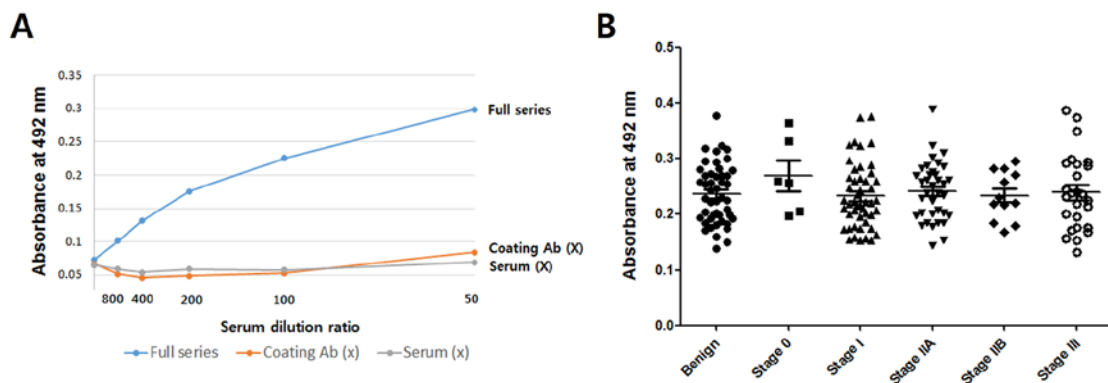 A
Absorbance at 492 nm
0.35
0.3
0.25
0.2
0.15
0.1
0.05
Full series
Coating Ab (X)
Serum (X)
800 400 200 100 50
Serum dilution ratio
Full series Coating Ab (x) Serum (x)
B
Absorbance at 492 nm
0.5
0.4
0.3
0.2
0.1
0.0
Benign Stage 0 Stage I Stage IIA Stage IIB Stage IIi